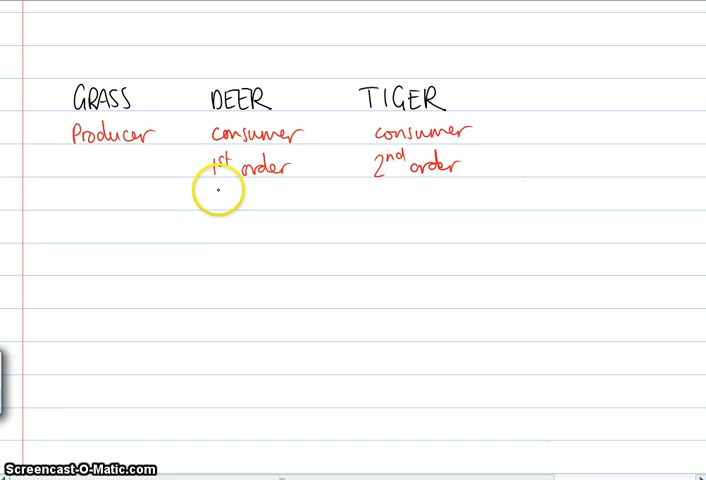 GRASS DEER TIGER
Producer consumer consumer
1st order 2nd order
Screencast-O-Matic.com